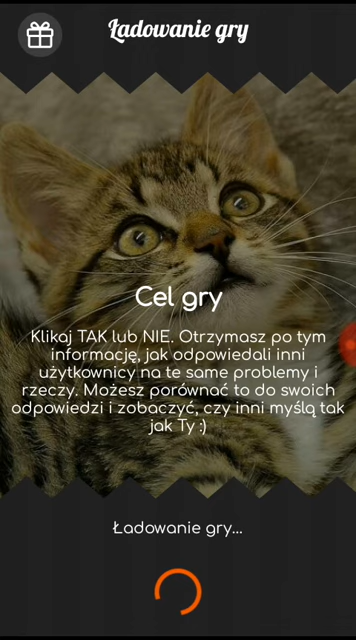 Ładowanie gry
Cel gry
Klikaj TAK lub NIE. Otrzymasz po tym
informację, jak odpowiedali inni
użytkownicy na te same problemy i
rzeczy. Możesz porównać to do swoich
odpowiedzi i zobaczyć, czy inni myślą tak
jak Ty :)
Ładowanie gry...